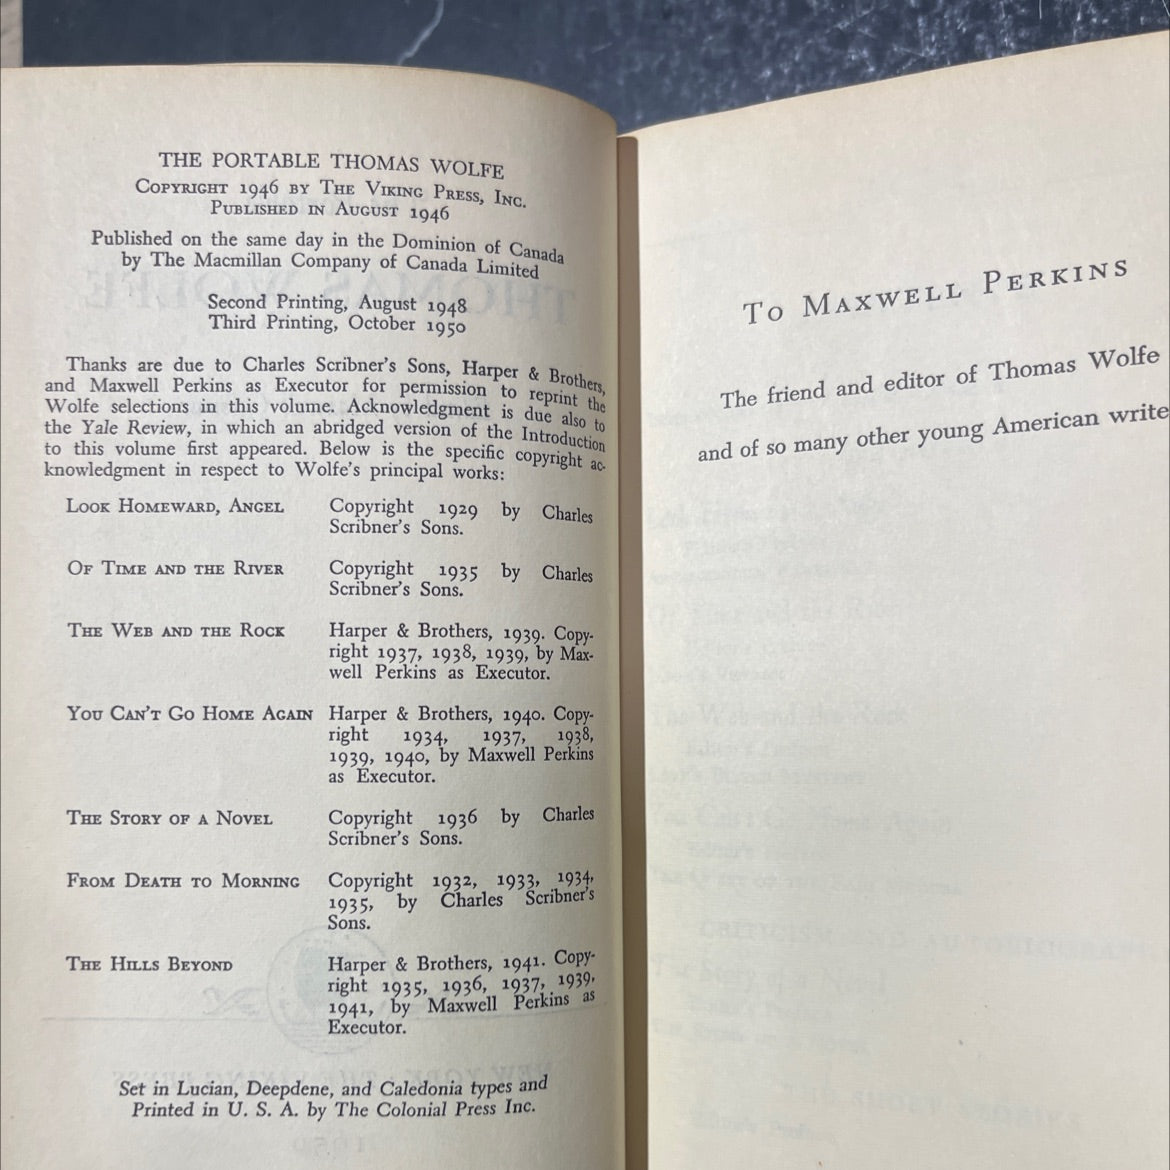 THE PORTABLE THOMAS WOLFE
COPYRIGHT 1946 BY THE VIKING PRESS, INC.
PUBLISHED IN AUGUST 1946
Published on the same day in the Dominion of Canada
by The Macmillan Company of Canada Limited
Second Printing, August 1948
Third Printing, October 1950
Thanks are due to Charles Scribner's Sons, Harper & Brothers,
and Maxwell Perkins as Executor for permission to reprint the
Wolfe selections in this volume. Acknowledgment is due also to
the Yale Review, in which an abridged version of the Introduction
to this volume first appeared. Below is the specific copyright ac-
knowledgment in respect to Wolfe's principal works:
LOOK HOMEWARD, ANGEL Copyright 1929 by Charles
Scribner's Sons.
OF TIME AND THE RIVER Copyright 1935 by Charles
Scribner's Sons.
THE WEB AND THE ROCK Harper & Brothers, 1939. Copy-
right 1937, 1938, 1939, by Max-
well Perkins as Executor.
YOU CAN'T GO HOME AGAIN Harper & Brothers, 1940. Copy-
right 1934, 1937, 1938,
1939, 1940, by Maxwell Perkins
as Executor.
THE STORY OF A NOVEL Copyright 1936 by Charles
Scribner's Sons.
FROM DEATH TO MORNING Copyright 1932, 1933, 1934,
1935, by Charles Scribner's
Sons.
THE HILLS BEYOND Harper & Brothers, 1941. Copy-
right 1935, 1936, 1937, 1939,
1941, by Maxwell Perkins as
Executor.
Set in Lucian, Deepdene, and Caledonia types and
Printed in U. S. A. by The Colonial Press Inc.
TO MAXWELL PERKINS
The friend and editor of Thomas Wolfe
and of so many other young American write